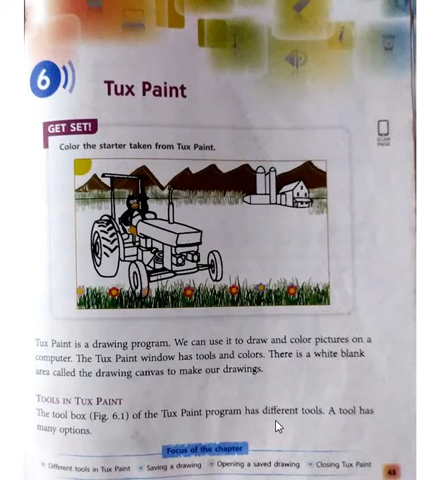 6
Tux Paint
GET SET!
SCAN PAGE
Color the starter taken from Tux Paint.
Tux Paint is a drawing program. We can use it to draw and color pictures on a
computer. The Tux Paint window has tools and colors. There is a white blank
area called the drawing canvas to make our drawings.
TOOLS IN TUX PAINT
The tool box (Fig. 6.1) of the Tux Paint program has different tools. A tool has
many options.
Focus of the chapter
Different tools in Tux Paint Saving a drawing Opening a saved drawing Closing Tux Paint
43